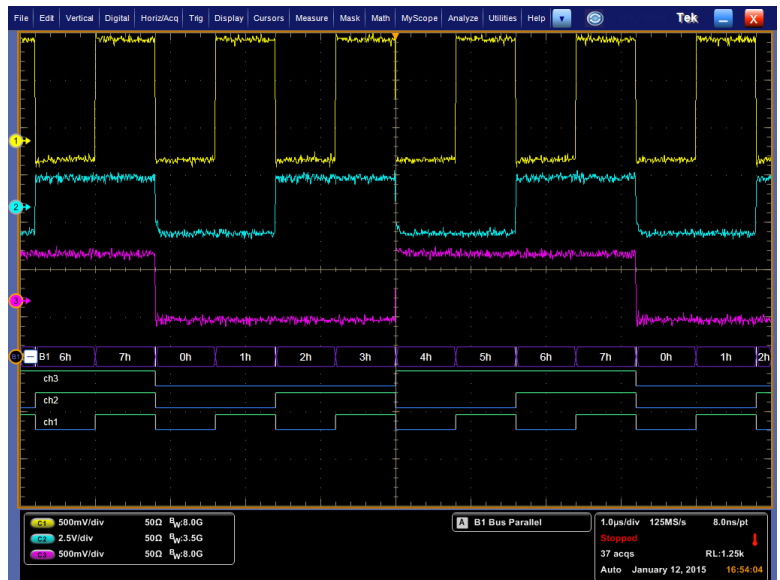 File Edit Vertical Digital Horiz/Acq Trig Display Cursors Measure Mask Math MyScope Analyze Utilities Help Tek X
1
2
3
B1 B1 6h 7h 0h 1h 2h 3h 4h 5h 6h 7h 0h 1h 2h
ch3
ch2
ch1
C1 500mV/div 50Ω BW:8.0G
C2 2.5V/div 50Ω BW:3.5G
C3 500mV/div 50Ω BW:8.0G
A B1 Bus Parallel
1.0μs/div 125MS/s 8.0ns/pt
Stopped
37 acqs RL:1.25k
Auto January 12, 2015 16:54:04